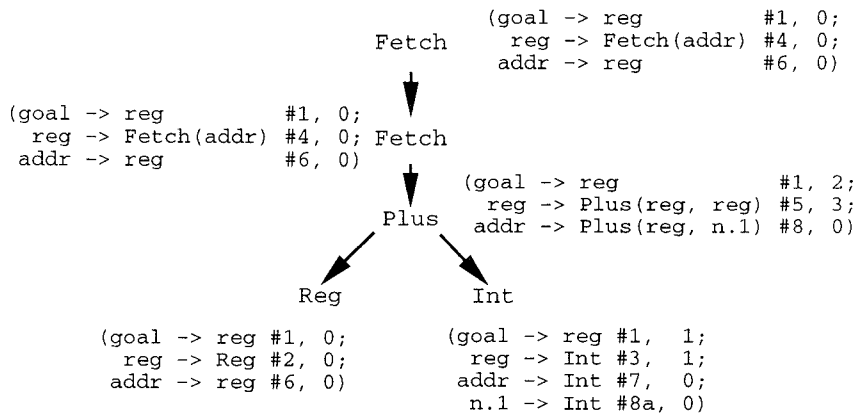 (goal -> reg #1, 0;
Fetch
reg -> Fetch(addr) #4, 0;
addr -> reg #6, 0)
(goal -> reg #1, 0;
reg -> Fetch(addr) #4, 0;
Fetch
addr -> reg #6, 0)
(goal -> reg #1, 2;
reg -> Plus(reg, reg) #5, 3;
Plus
addr -> Plus(reg, n.1) #8, 0)
Reg
Int
(goal -> reg #1, 0;
reg -> Reg #2, 0;
addr -> reg #6, 0)
(goal -> reg #1, 1;
reg -> Int #3, 1;
addr -> Int #7, 0;
n.1 -> Int #8a, 0)